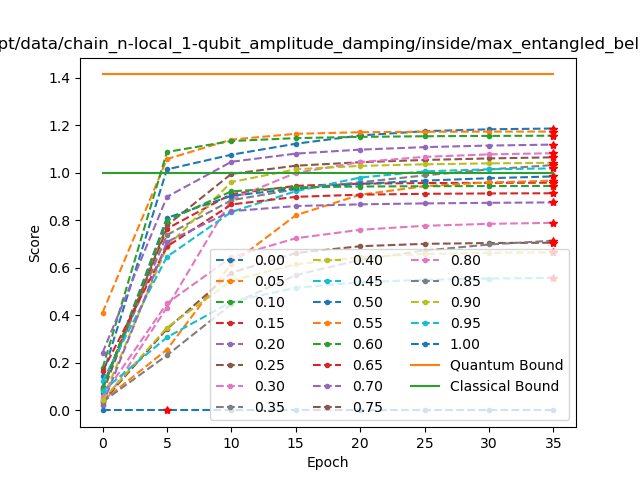 pt/data/chain_n-local_1-qubit_amplitude_damping/inside/max_entangled_bel
Score
1.4
1.2
1.0
0.8
0.6
0.4
0.2
0.0
0.00 0.40 0.80
0.05 0.45 0.85
0.10 0.50 0.90
0.15 0.55 0.95
0.20 0.60 1.00
0.25 0.65 Quantum Bound
0.30 0.70 Classical Bound
0.35 0.75
0 5 10 15 20 25 30 35
Epoch